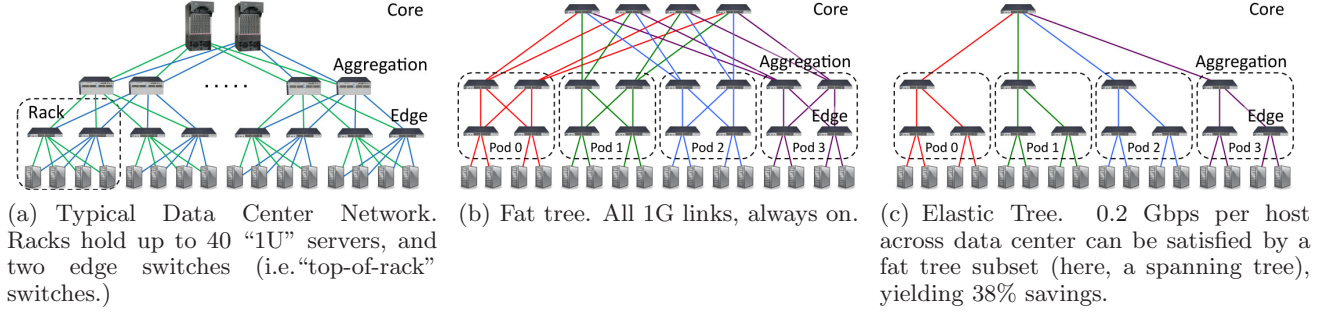 Core
Aggregation
Rack
Edge
(a) Typical Data Center Network.
Racks hold up to 40 “1U” servers, and
two edge switches (i.e.“top-of-rack”
switches.)
Core
Aggregation
Edge
Pod 0
Pod 1
Pod 2
Pod 3
(b) Fat tree. All 1G links, always on.
Core
Aggregation
Edge
Pod 0
Pod 1
Pod 2
Pod 3
(c) Elastic Tree. 0.2 Gbps per host
across data center can be satisfied by a
fat tree subset (here, a spanning tree),
yielding 38% savings.